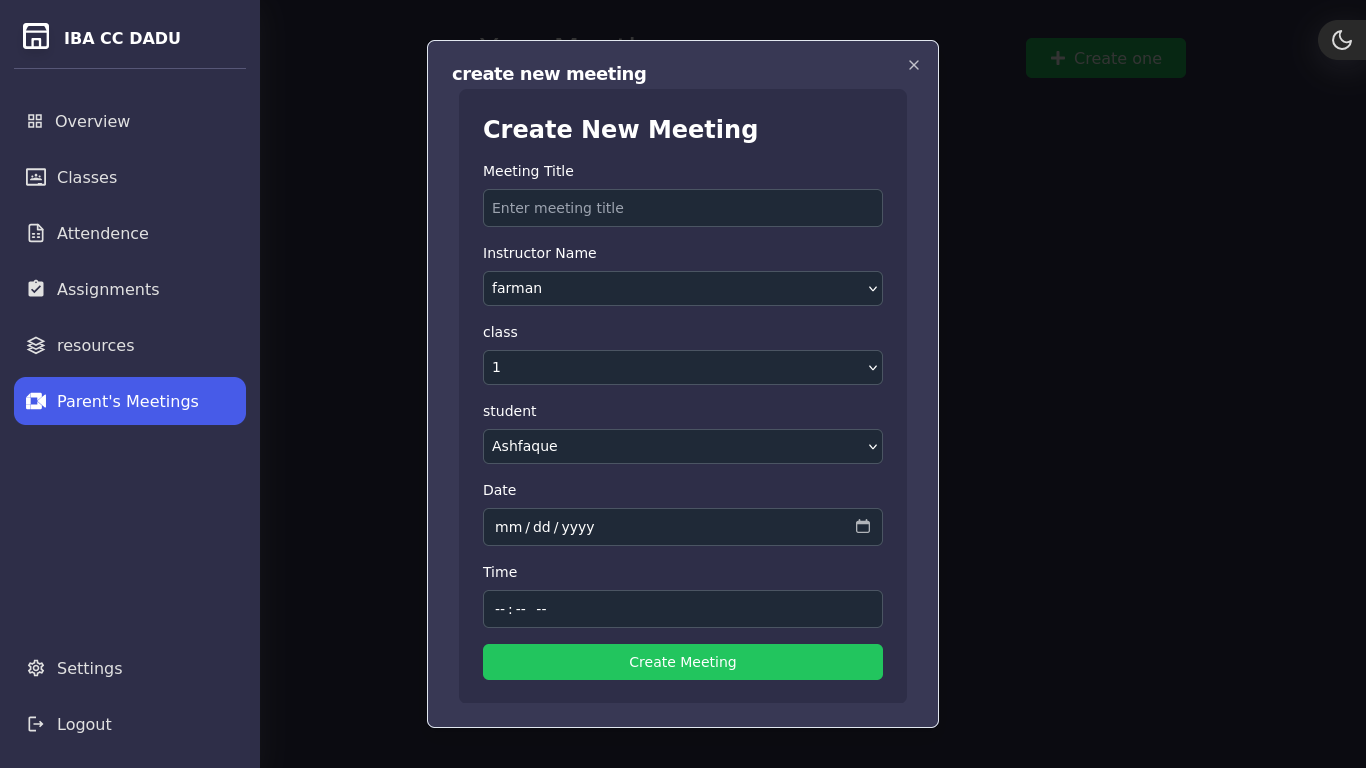 IBA CC DADU
Overview
Classes
Attendence
Assignments
resources
Parent's Meetings
Settings
Logout
Create one
create new meeting
Create New Meeting
Meeting Title
Enter meeting title
Instructor Name
farman
class
1
student
Ashfaque
Date
mm/dd/yyyy
Time
--:-- --
Create Meeting